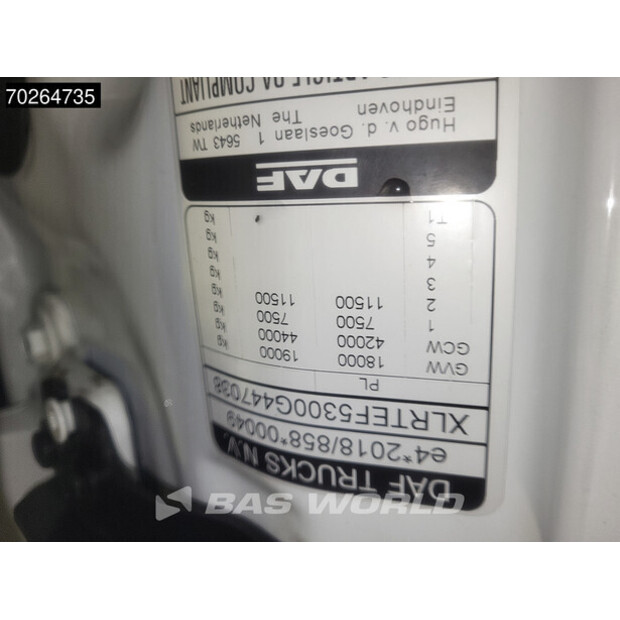 70264735
DAF TRUCKS N.V.
e4*2018/858*00049
XLRTEF5300G447038
PL
GVW 18000 19000 kg
GCW 42000 44000 kg
1 7500 7500 kg
2 11500 11500 kg
3 kg
4 kg
5 kg
T1 kg
DAF
Hugo v. d. Goeslaan 1 5643 TW
Eindhoven The Netherlands
ARTICLE COMPLIANT
BAS WORLD